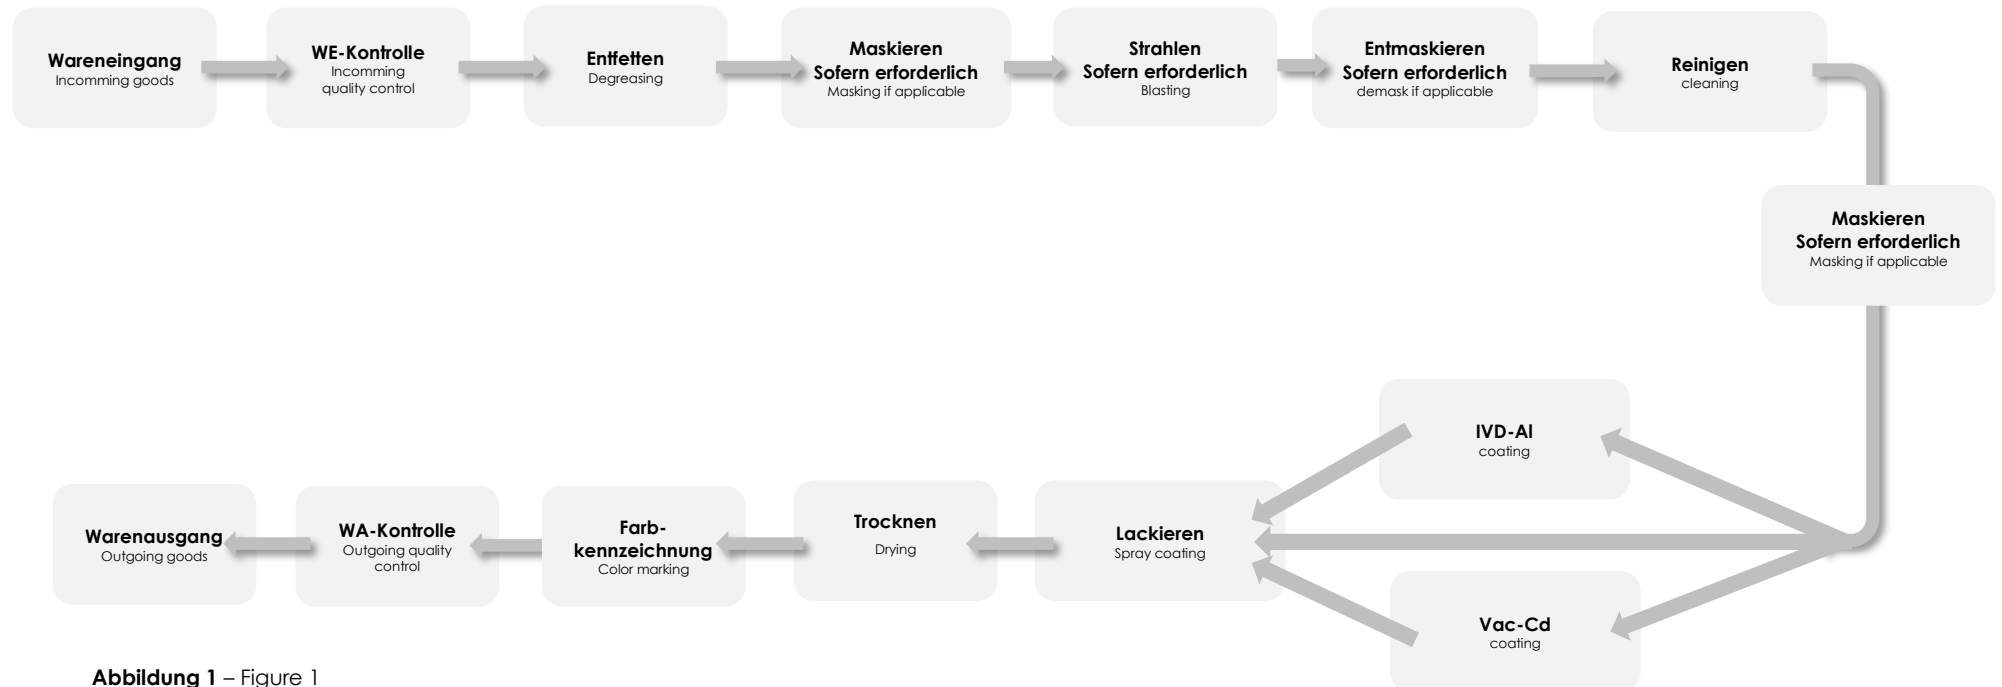 Wareneingang
Incomming goods
WE-Kontrolle
Incomming
quality control
Entfetten
Degreasing
Maskieren
Sofern erforderlich
Masking if applicable
Strahlen
Sofern erforderlich
Blasting
Entmaskieren
Sofern erforderlich
demask if applicable
Reinigen
cleaning
Maskieren
Sofern erforderlich
Masking if applicable
IVD-Al
coating
Vac-Cd
coating
Lackieren
Spray coating
Trocknen
Drying
Farb-
kennzeichnung
Color marking
WA-Kontrolle
Outgoing quality
control
Warenausgang
Outgoing goods
Abbildung 1 – Figure 1